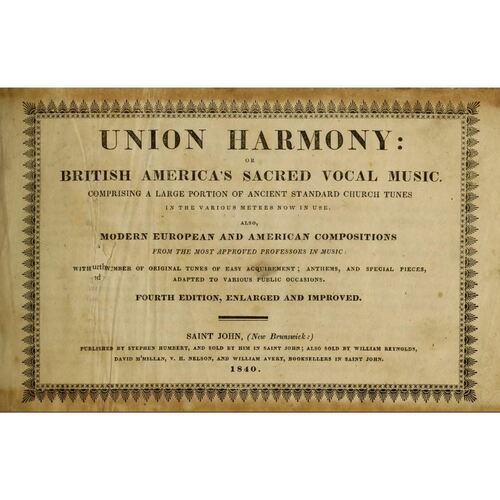 UNION HARMONY:
OR
BRITISH AMERICA'S SACRED VOCAL MUSIC.
COMPRISING A LARGE PORTION OF ANCIENT STANDARD CHURCH TUNES
IN THE VARIOUS METRES NOW IN USE.
ALSO,
MODERN EUROPEAN AND AMERICAN COMPOSITIONS
FROM THE MOST APPROVED PROFESSORS IN MUSIC:
WITH NUMBER OF ORIGINAL TUNES OF EASY ACQUIREMENT; ANTHEMS, AND SPECIAL PIECES,
ADAPTED TO VARIOUS PUBLIC OCCASIONS.
FOURTH EDITION, ENLARGED AND IMPROVED.
SAINT JOHN, (New Brunswick:)
PUBLISHED BY STEPHEN HUMBERT, AND SOLD BY HIM IN SAINT JOHN; ALSO SOLD BY WILLIAM REYNOLDS,
DAVID M'MILLAN, V. H. NELSON, AND WILLIAM AVERY, BOOKSELLERS IN SAINT JOHN.
1840.